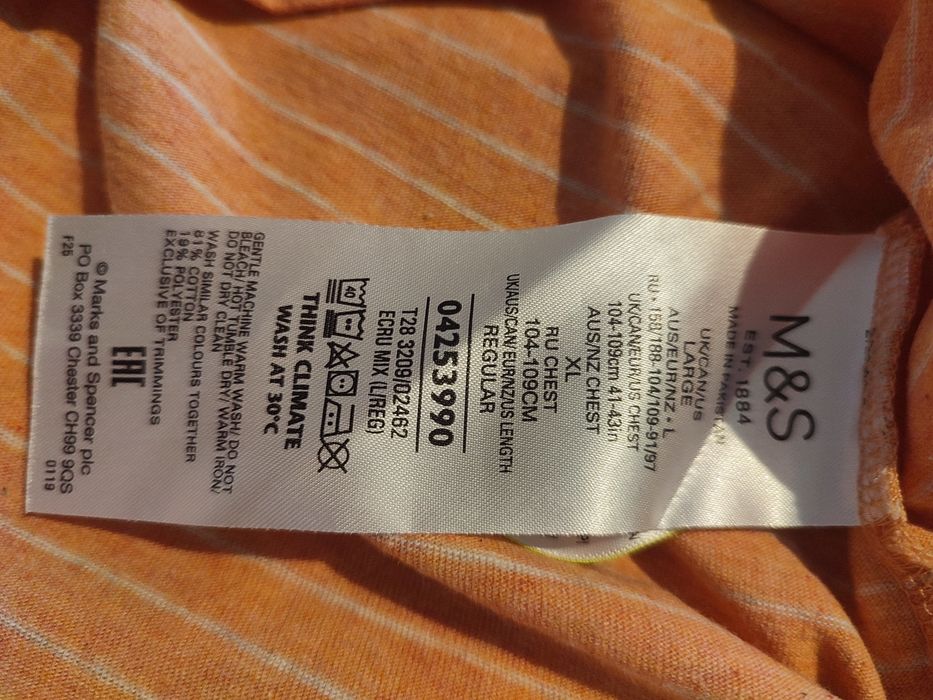 M&S
EST. 1884
MADE IN PAKISTAN
UK/CAN/US
LARGE
AUS/EUR/NZ • L
RU • 158/188-104/109-91/97
UK/CAN/EUR/US CHEST
104-109cm 41-43in
AUS/NZ CHEST
XL
RU CHEST
104-109CM
UK/AUS/CAN/EUR/NZ/US LENGTH
REGULAR
04253990
T28 3209/02462
ECRU MIX (L/REG)
40
THINK CLIMATE
WASH AT 30°C
GENTLE MACHINE WARM WASH/ DO NOT
BLEACH/ HOT TUMBLE DRY/ WARM IRON/
DO NOT DRY CLEAN
WASH SIMILAR COLOURS TOGETHER
81% COTTON
19% POLYESTER
EXCLUSIVE OF TRIMMINGS
EAC
© Marks and Spencer plc
PO Box 3339 Chester CH99 9QS
F25 0119